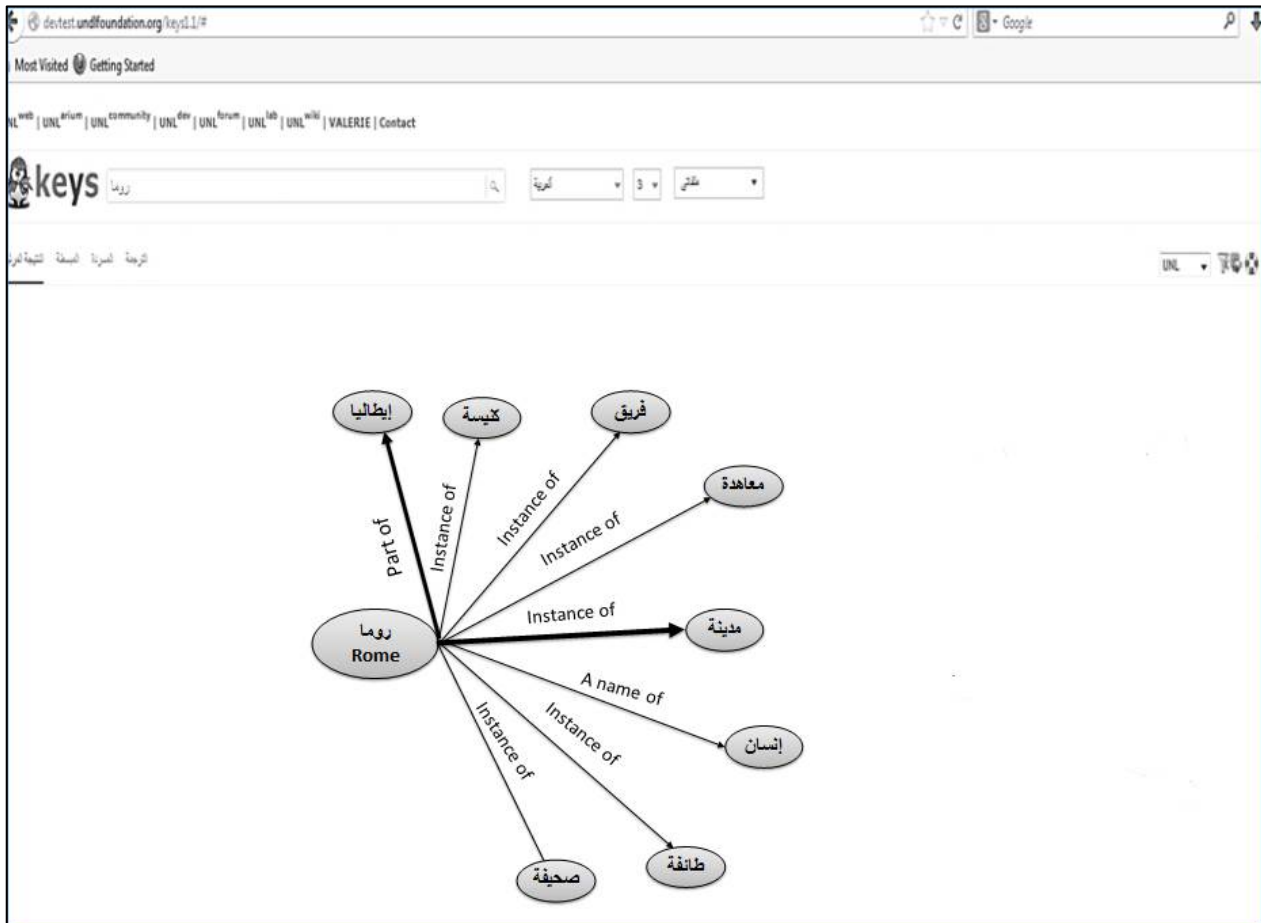 devtest.undlfoundation.org/keys1.1/#
Google
Most Visited Getting Started
NLweb | UNLarium | UNLcommunity | UNLdev | UNLforum | UNLlab | UNLwiki | VALERIE | Contact
keys روما 3
الترجمة
UNL
إيطاليا
كنيسة
فريق
معاهدة
Part of
Instance of
Instance of
Instance of
Instance of
مدينة
روما
Rome
A name of
Instance of
Instance of
إنسان
طائفة
صحيفة